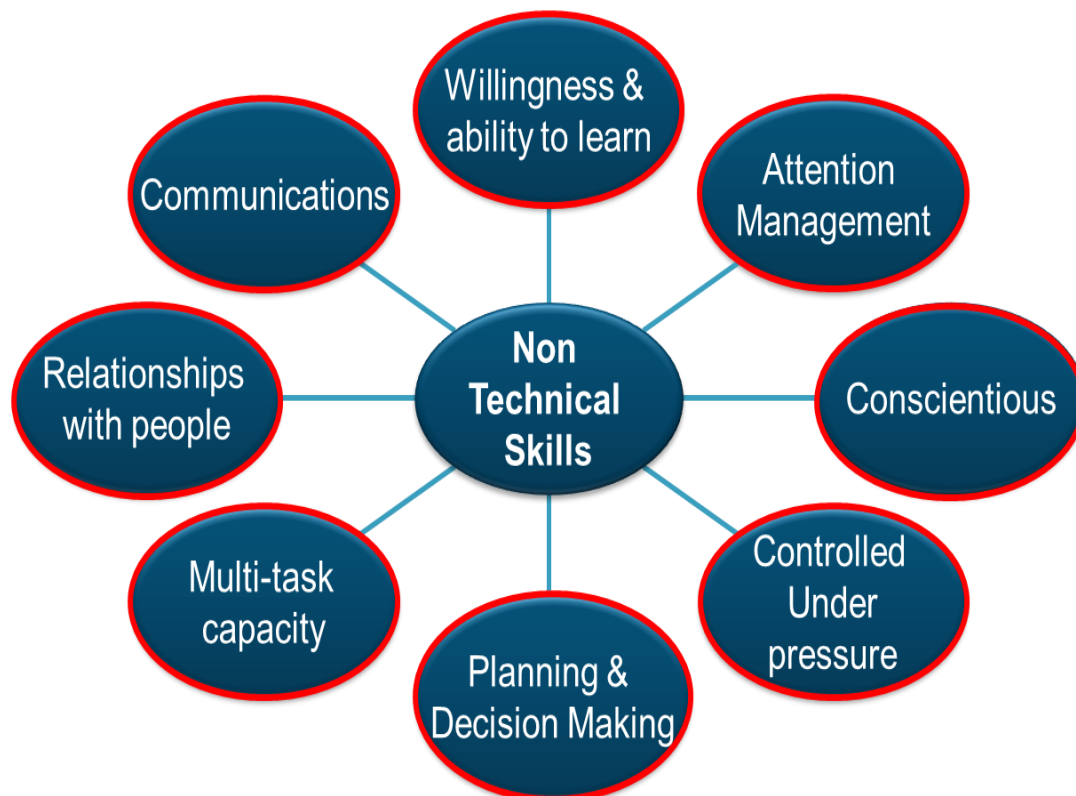 Willingness &
ability to learn
Attention
Management
Conscientious
Controlled
Under
pressure
Planning &
Decision Making
Multi-task
capacity
Relationships
with people
Communications
Non
Technical
Skills